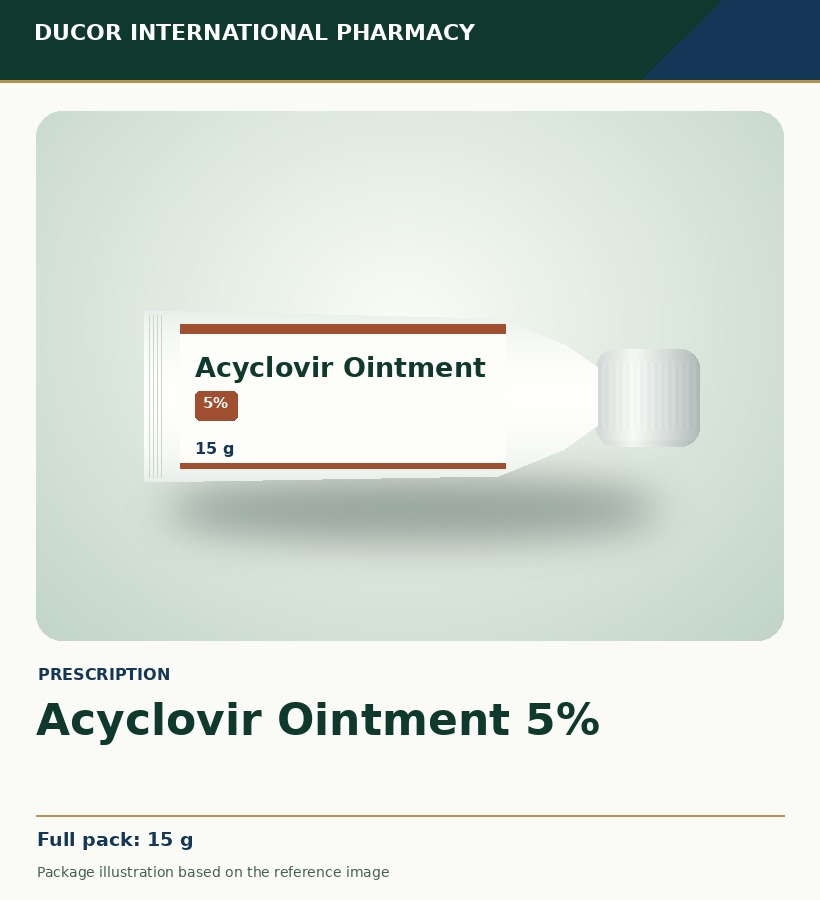 DUCOR INTERNATIONAL PHARMACY
Acyclovir Ointment
5%
15 g
PRESCRIPTION
Acyclovir Ointment 5%
Full pack: 15 g
Package illustration based on the reference image